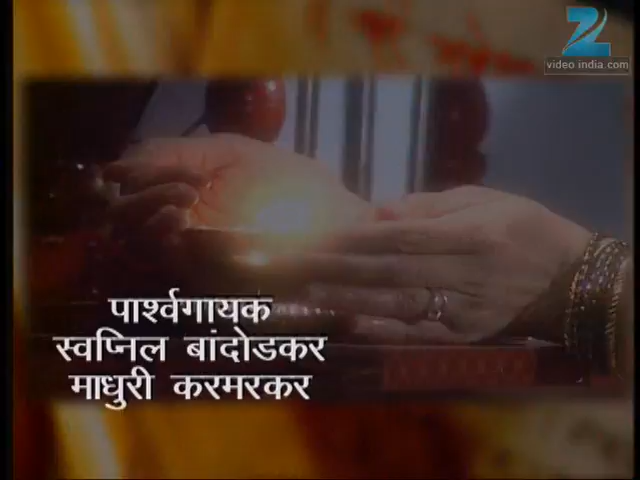 video india.com
पार्श्वगायक
स्वप्निल बांदोडकर
माधुरी करमरकर